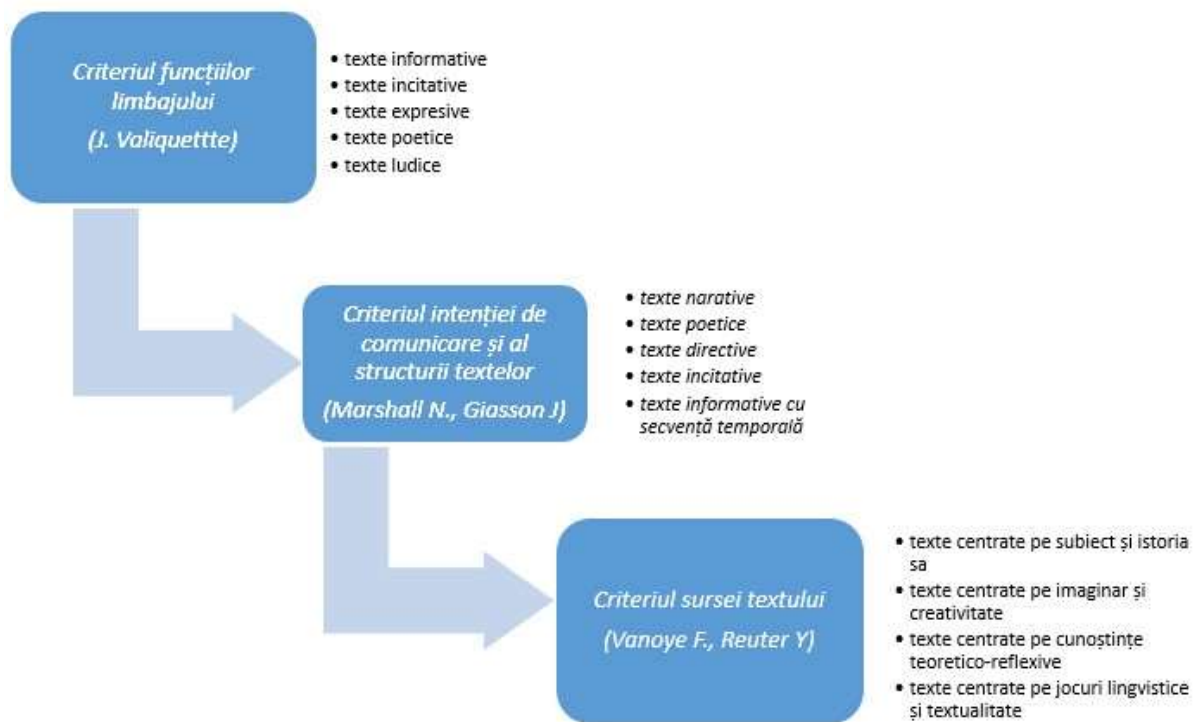 Criteriul funcțiilor
limbajului
(J. Valiquettte)
• texte informative
• texte incitative
• texte expresive
• texte poetice
• texte ludice
Criteriul intenției de
comunicare și al
structurii textelor
(Marshall N., Giasson J)
• texte narative
• texte poetice
• texte directive
• texte incitative
• texte informative cu
secvență temporală
Criteriul sursei textului
(Vanoye F., Reuter Y)
• texte centrate pe subiect și istoria
sa
• texte centrate pe imaginar și
creativitate
• texte centrate pe cunoștințe
teoretico-reflexive
• texte centrate pe jocuri lingvistice
și textualitate